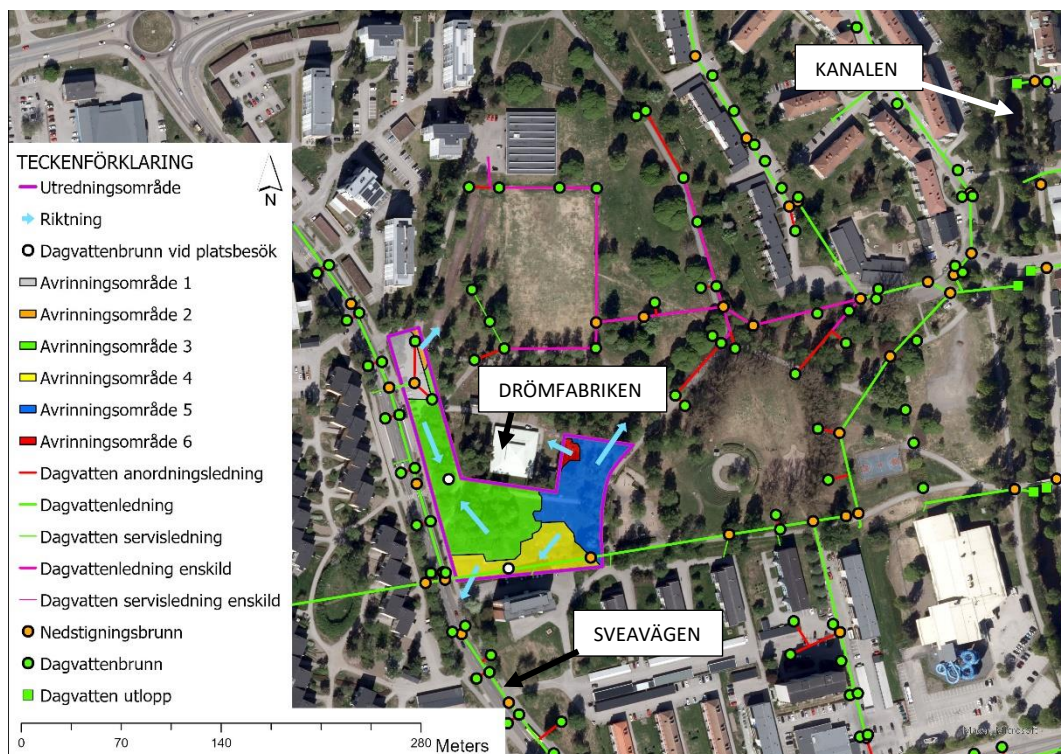 KANALEN
TECKENFÖRKLARING
Utredningsområde
N
Riktning
Dagvattenbrunn vid platsbesök
Avrinningsområde 1
Avrinningsområde 2
Avrinningsområde 3
Avrinningsområde 4
Avrinningsområde 5
Avrinningsområde 6
Dagvatten anordningsledning
Dagvattenledning
Dagvatten servisledning
Dagvattenledning enskild
Dagvatten servisledning enskild
Nedstigningsbrunn
Dagvattenbrunn
Dagvatten utlopp
DRÖMFABRIKEN
SVEAVÄGEN
0 70 140 280 Meters